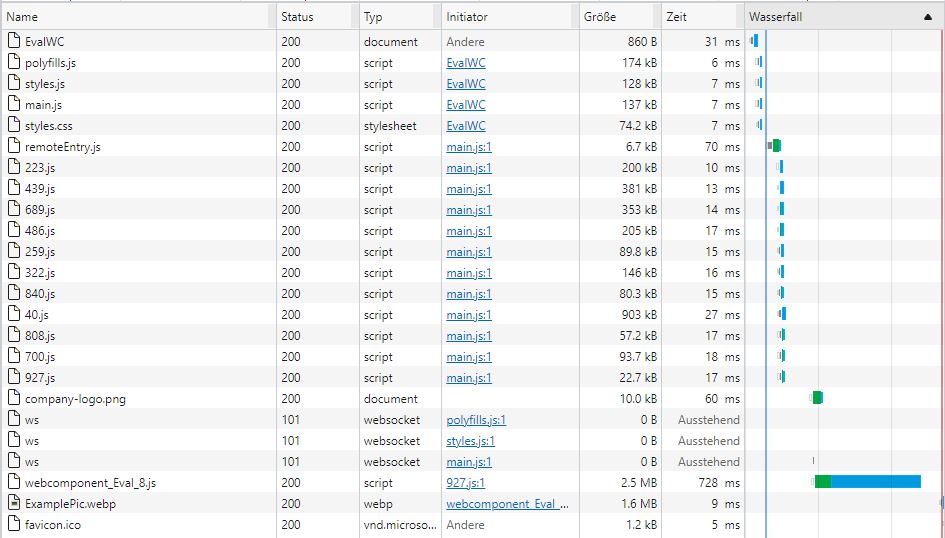 Name Status Typ Initiator Größe Zeit Wasserfall
EvalWC 200 document Andere 860 B 31 ms
polyfills.js 200 script EvalWC 174 kB 6 ms
styles.js 200 script EvalWC 128 kB 7 ms
main.js 200 script EvalWC 137 kB 7 ms
styles.css 200 stylesheet EvalWC 74.2 kB 7 ms
remoteEntry.js 200 script main.js:1 6.7 kB 70 ms
223.js 200 script main.js:1 200 kB 10 ms
439.js 200 script main.js:1 381 kB 13 ms
689.js 200 script main.js:1 353 kB 14 ms
486.js 200 script main.js:1 205 kB 17 ms
259.js 200 script main.js:1 89.8 kB 15 ms
322.js 200 script main.js:1 146 kB 16 ms
840.js 200 script main.js:1 80.3 kB 15 ms
40.js 200 script main.js:1 903 kB 27 ms
808.js 200 script main.js:1 57.2 kB 17 ms
700.js 200 script main.js:1 93.7 kB 18 ms
927.js 200 script main.js:1 22.7 kB 17 ms
company-logo.png 200 document 10.0 kB 60 ms
ws 101 websocket polyfills.js:1 0 B Ausstehend
ws 101 websocket styles.js:1 0 B Ausstehend
ws 101 websocket main.js:1 0 B Ausstehend
webcomponent_Eval_8.js 200 script 927.js:1 2.5 MB 728 ms
ExamplePic.webp 200 webp webcomponent_Eval_... 1.6 MB 9 ms
favicon.ico 200 vnd.microso... Andere 1.2 kB 5 ms